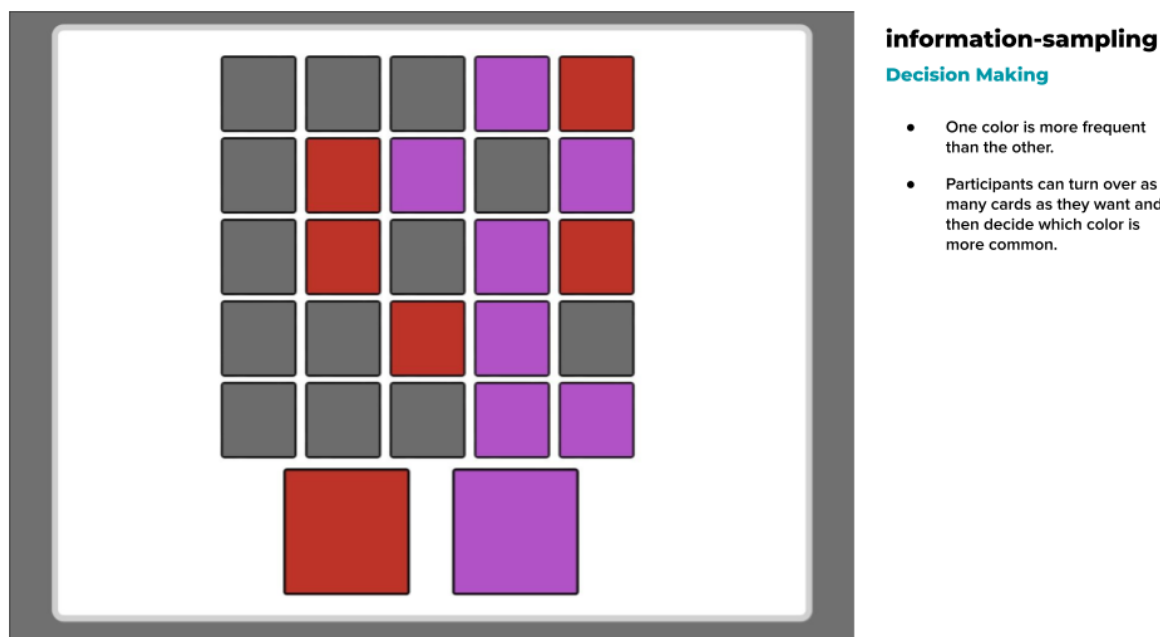 information-sampling
Decision Making
● One color is more frequent
than the other.
● Participants can turn over as
many cards as they want and
then decide which color is
more common.